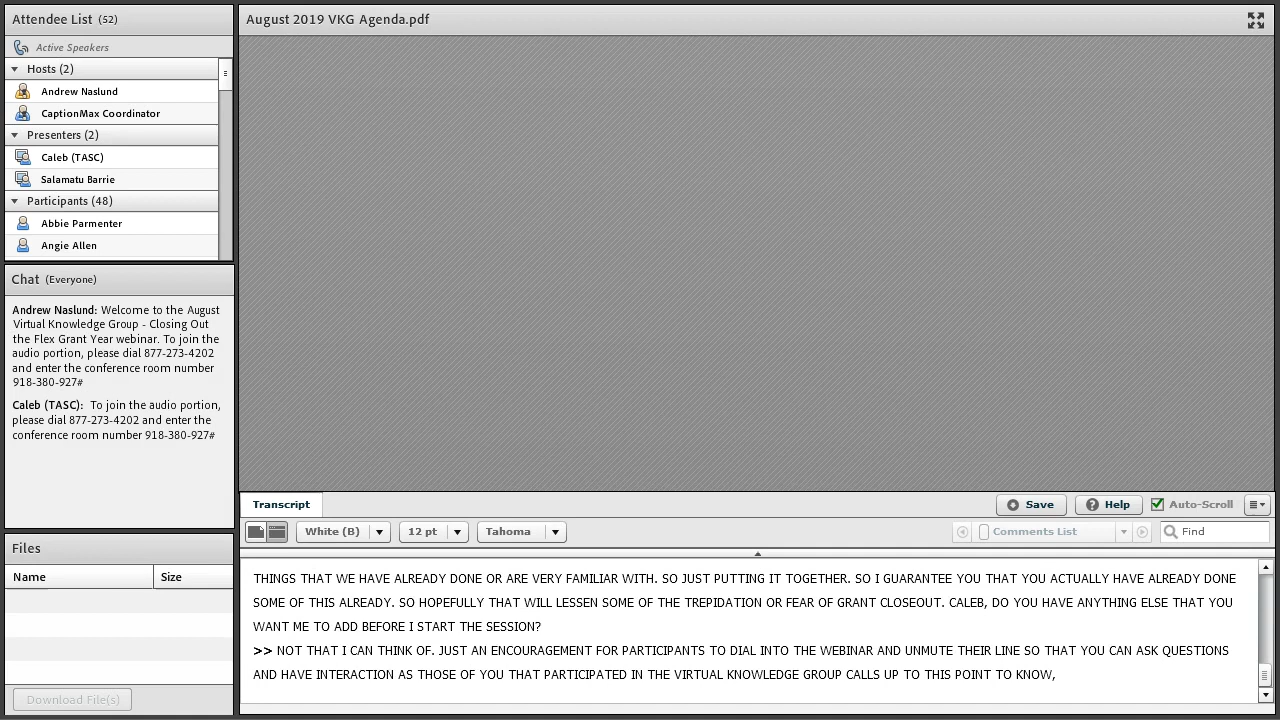 Attendee List (52)
Active Speakers
Hosts (2)
Andrew Naslund
CaptionMax Coordinator
Presenters (2)
Caleb (TASC)
Salamatu Barrie
Participants (48)
Abbie Parmenter
Angie Allen
Chat (Everyone)
Andrew Naslund: Welcome to the August
Virtual Knowledge Group - Closing Out
the Flex Grant Year webinar. To join the
audio portion, please dial 877-273-4202
and enter the conference room number
918-380-927#
Caleb (TASC): To join the audio portion,
please dial 877-273-4202 and enter the
conference room number 918-380-927#
Files
Name Size
Download File(s)
August 2019 VKG Agenda.pdf
Transcript Save Help Auto-Scroll
White (B) 12 pt Tahoma Comments List Find
THINGS THAT WE HAVE ALREADY DONE OR ARE VERY FAMILIAR WITH. SO JUST PUTTING IT TOGETHER. SO I GUARANTEE YOU THAT YOU ACTUALLY HAVE ALREADY DONE
SOME OF THIS ALREADY. SO HOPEFULLY THAT WILL LESSEN SOME OF THE TREPIDATION OR FEAR OF GRANT CLOSEOUT. CALEB, DO YOU HAVE ANYTHING ELSE THAT YOU
WANT ME TO ADD BEFORE I START THE SESSION?
>> NOT THAT I CAN THINK OF. JUST AN ENCOURAGEMENT FOR PARTICIPANTS TO DIAL INTO THE WEBINAR AND UNMUTE THEIR LINE SO THAT YOU CAN ASK QUESTIONS
AND HAVE INTERACTION AS THOSE OF YOU THAT PARTICIPATED IN THE VIRTUAL KNOWLEDGE GROUP CALLS UP TO THIS POINT TO KNOW,